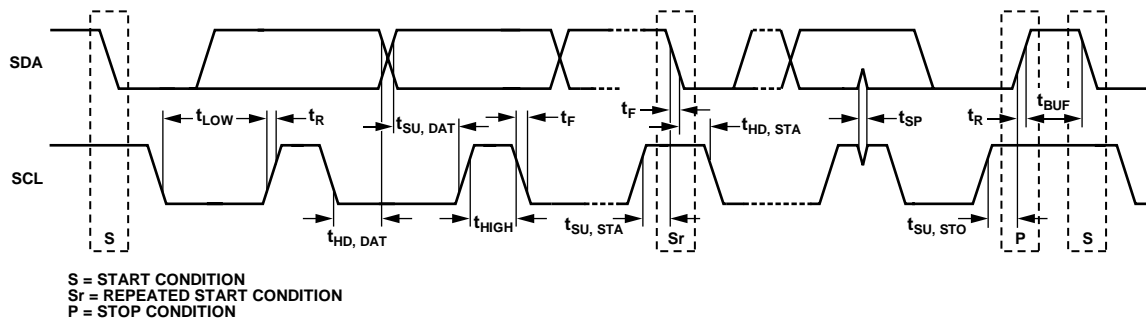 SDA
tLOW
tR
tSU, DAT
tF
tF
tHD, STA
tSP
tR
tBUF
SCL
tHD, DAT
tHIGH
tSU, STA
tSU, STO
S
Sr
P
S
S = START CONDITION
Sr = REPEATED START CONDITION
P = STOP CONDITION